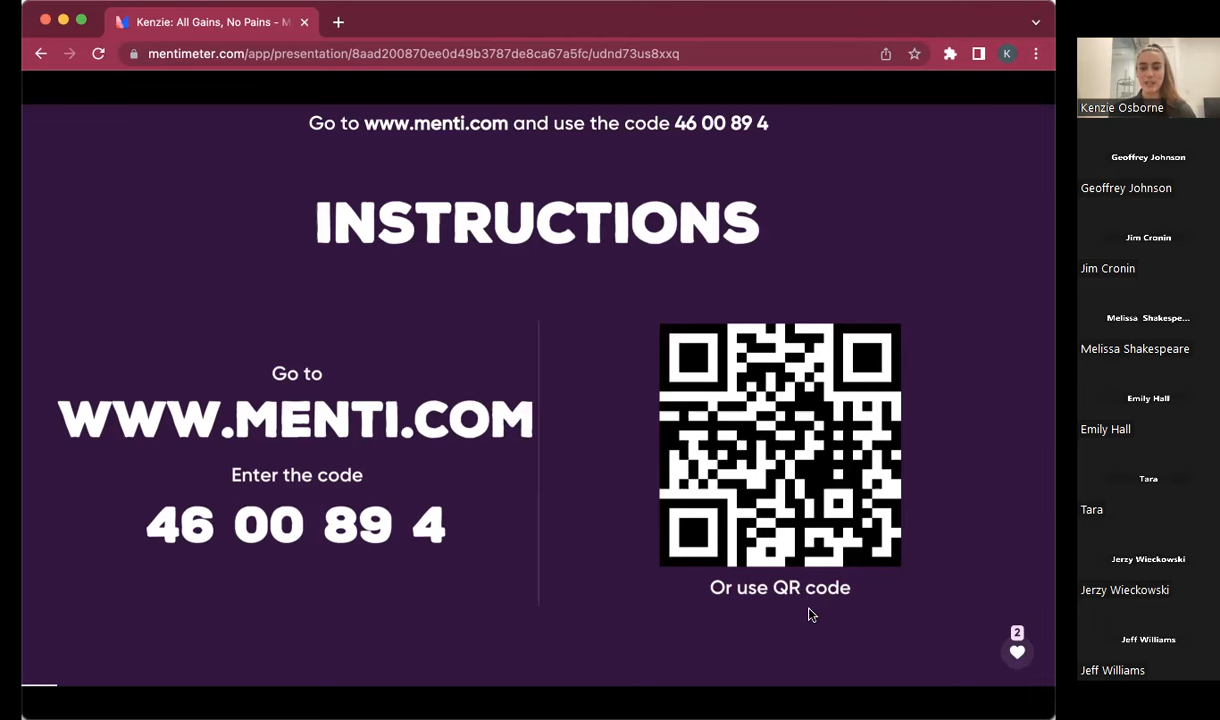 Kenzie: All Gains, No Pains - M
mentimeter.com/app/presentation/8aad200870ee0d49b3787de8ca67a5fc/udnd73us8xxq
K
Go to www.menti.com and use the code 46 00 89 4
INSTRUCTIONS
Go to
WWW.MENTI.COM
Enter the code
46 00 89 4
Or use QR code
2
Kenzie Osborne
Geoffrey Johnson
Geoffrey Johnson
Jim Cronin
Jim Cronin
Melissa Shakespe...
Melissa Shakespeare
Emily Hall
Emily Hall
Tara
Tara
Jerzy Wieckowski
Jerzy Wieckowski
Jeff Williams
Jeff Williams